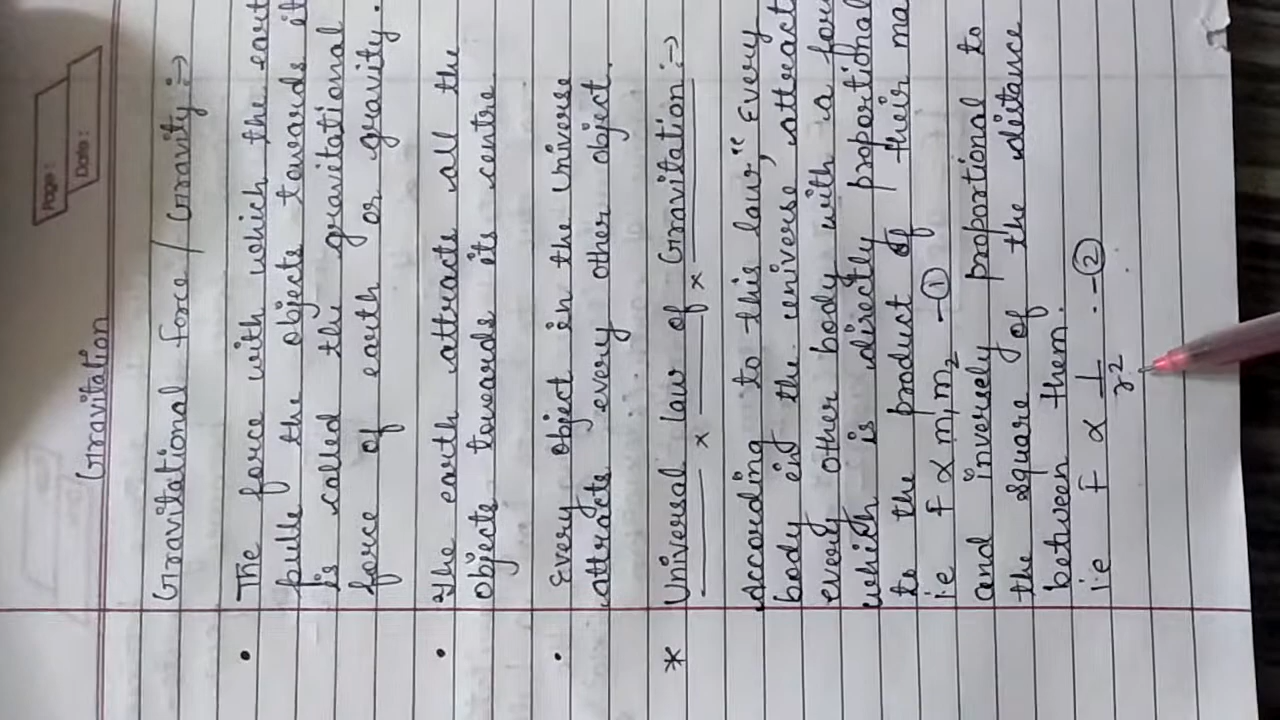 Page:
Date:
Gravitation
Gravitational Force / Gravity :->
• The force with which the eart
pulls the objects towards it
is called the gravitational
force of earth or gravity.
• The earth attracts all the
objects towards its centre
• Every object in the Universe
attracts every other object.
* Universal law of Gravitation :->
According to this law, "Every
body in the universe attract
every other body with a for
which is directly proportional
to the product of their ma
i.e F ∝ m₁m₂ -①
and inversely proportional to
the square of the distance
between them.
i.e F ∝ 1/r² --②